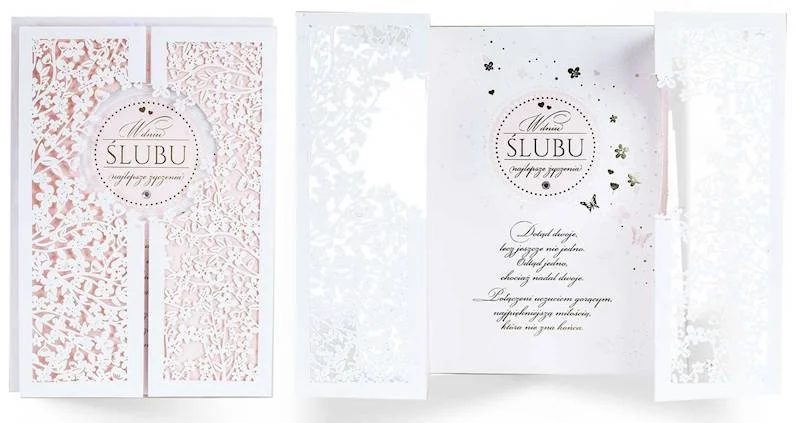 W dniu
ŚLUBU
najlepsze życzenia
W dniu
ŚLUBU
najlepsze życzenia
Dotąd dwoje,
lecz jeszcze nie jedno.
Odtąd jedno,
chociaż nadal dwoje.
Połączeni uczuciem gorącym,
najpiękniejszą miłością,
która nie zna końca.